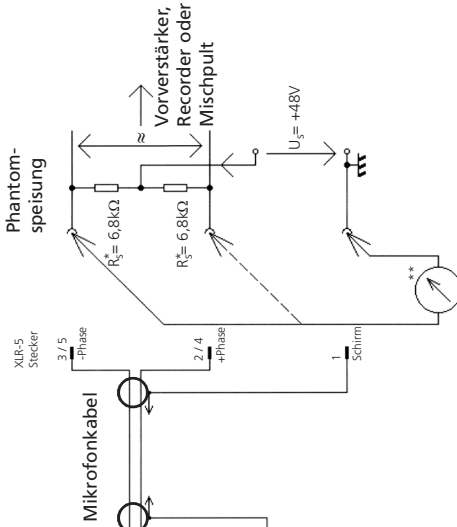 Phantom-
speisung
Vorverstärker,
Recorder oder
Mischpult
≈
R*S= 6,8kΩ
R*S= 6,8kΩ
US= +48V
**
XLR-5
Stecker
3 / 5
-Phase
2 / 4
+Phase
1
Schirm
Mikrofonkabel